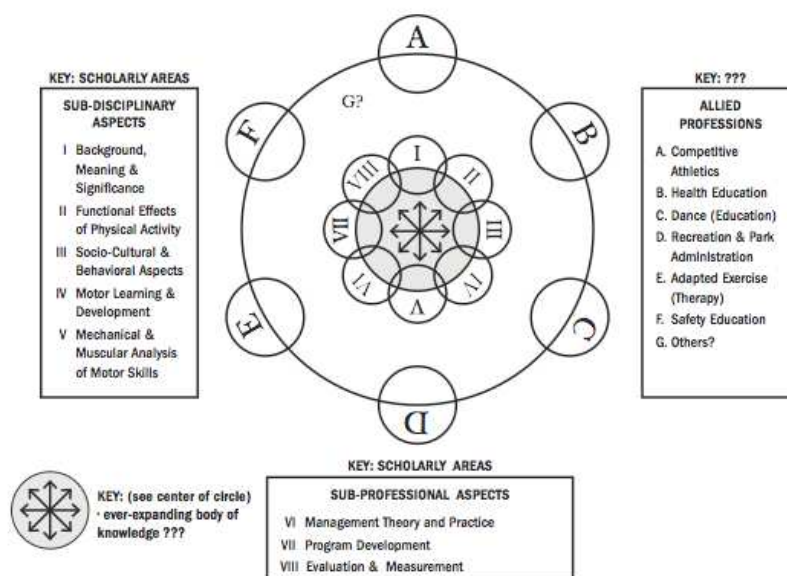 KEY: SCHOLARLY AREAS
SUB-DISCIPLINARY
ASPECTS
I Background,
Meaning &
Significance
II Functional Effects
of Physical Activity
III Socio-Cultural &
Behavioral Aspects
IV Motor Learning &
Development
V Mechanical &
Muscular Analysis
of Motor Skills
A
B
C
D
E
F
G?
I
II
III
IV
V
VI
VII
VIII
KEY: ???
ALLIED
PROFESSIONS
A. Competitive
Athletics
B. Health Education
C. Dance (Education)
D. Recreation & Park
Administration
E. Adapted Exercise
(Therapy)
F. Safety Education
G. Others?
KEY: (see center of circle)
· ever-expanding body of
knowledge ???
KEY: SCHOLARLY AREAS
SUB-PROFESSIONAL ASPECTS
VI Management Theory and Practice
VII Program Development
VIII Evaluation & Measurement